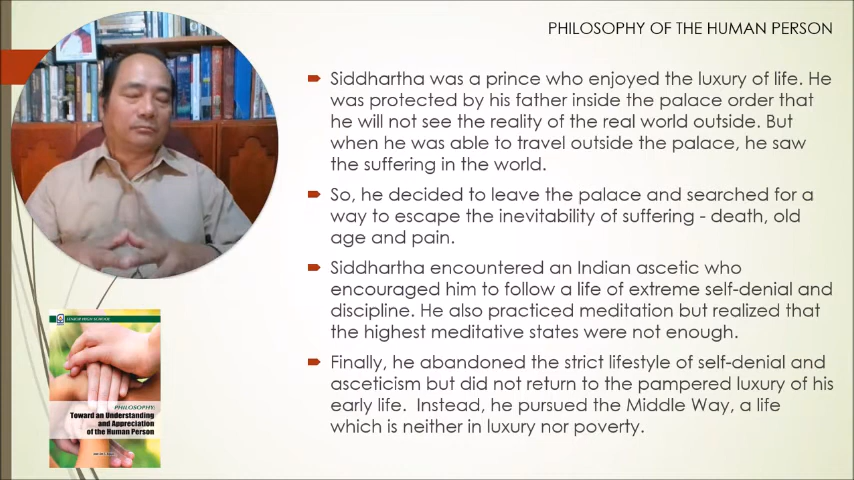 PHILOSOPHY OF THE HUMAN PERSON
Siddhartha was a prince who enjoyed the luxury of life. He
was protected by his father inside the palace order that
he will not see the reality of the real world outside. But
when he was able to travel outside the palace, he saw
the suffering in the world.
So, he decided to leave the palace and searched for a
way to escape the inevitability of suffering - death, old
age and pain.
Siddhartha encountered an Indian ascetic who
encouraged him to follow a life of extreme self-denial and
discipline. He also practiced meditation but realized that
the highest meditative states were not enough.
Finally, he abandoned the strict lifestyle of self-denial and
asceticism but did not return to the pampered luxury of his
early life. Instead, he pursued the Middle Way, a life
which is neither in luxury nor poverty.
SENIOR HIGH SCHOOL
PHILOSOPHY:
Toward an Understanding
and Appreciation
of the Human Person